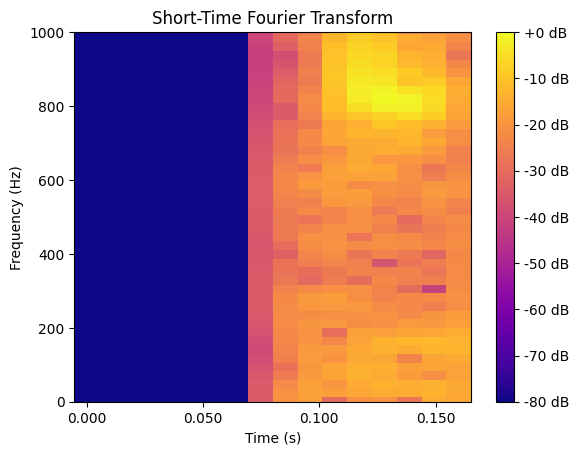 Short-Time Fourier Transform
1000
800
600
400
200
0
Frequency (Hz)
0.000
0.050
0.100
0.150
Time (s)
+0 dB
-10 dB
-20 dB
-30 dB
-40 dB
-50 dB
-60 dB
-70 dB
-80 dB